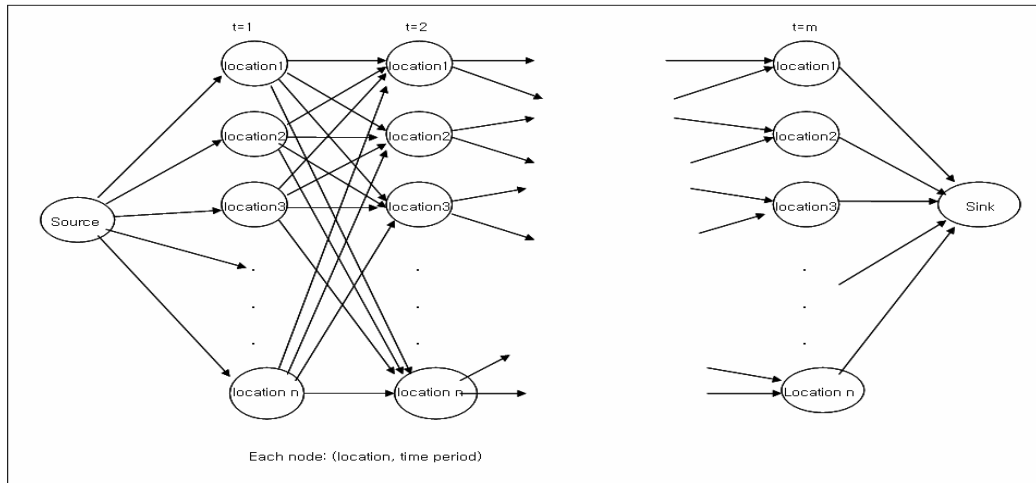 t=1 t=2 t=m
location1 location1 location1
location2 location2 location2
location3 location3 location3
Source Sink
location n location n Location n
Each node: (location, time period)